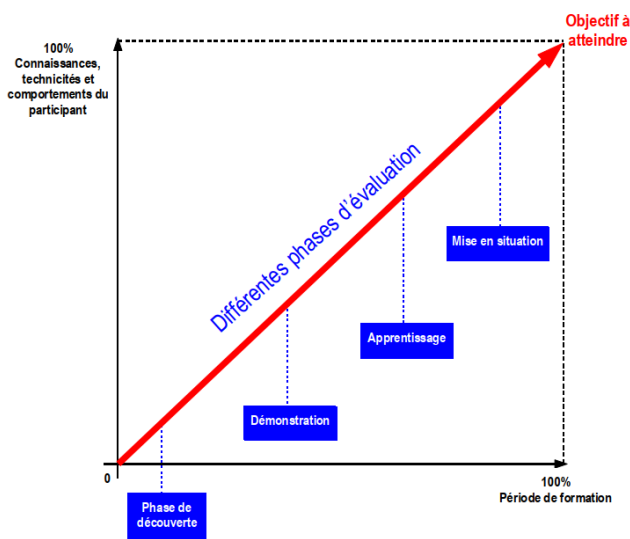 Objectif à
atteindre
100%
Connaissances,
technicités et
comportements du
participant
Différentes phases d'évaluation
Mise en situation
Apprentissage
Démonstration
0
100%
Période de formation
Phase de
découverte